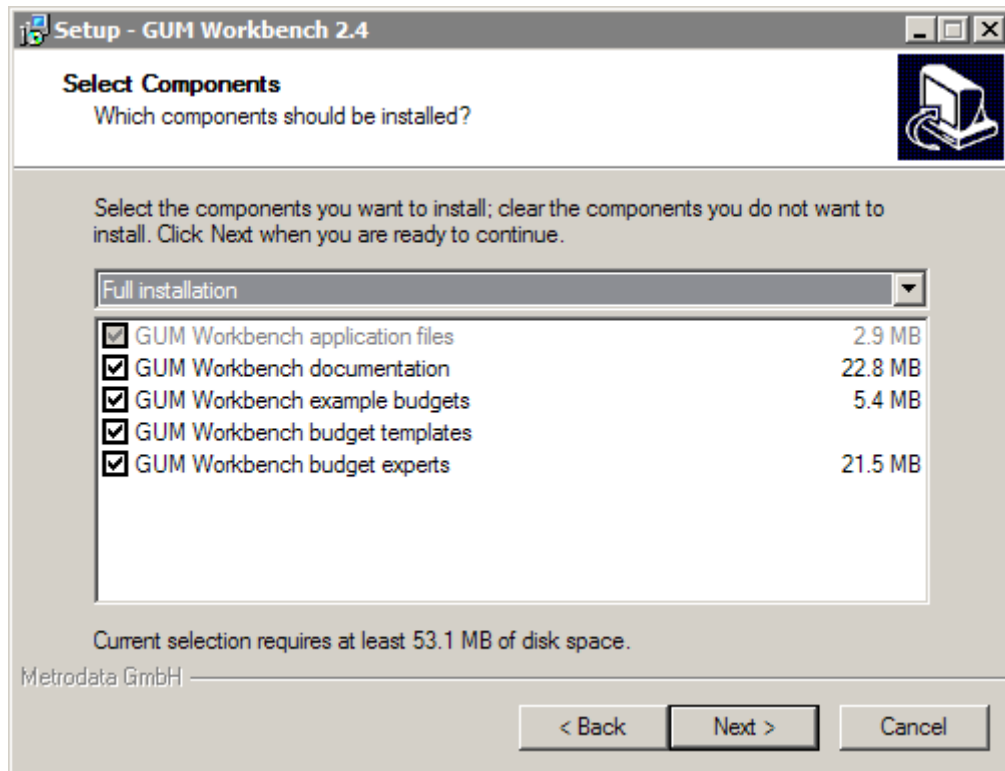 Setup - GUM Workbench 2.4
Select Components
Which components should be installed?
Select the components you want to install; clear the components you do not want to
install. Click Next when you are ready to continue.
Full installation
GUM Workbench application files 2.9 MB
GUM Workbench documentation 22.8 MB
GUM Workbench example budgets 5.4 MB
GUM Workbench budget templates
GUM Workbench budget experts 21.5 MB
Current selection requires at least 53.1 MB of disk space.
Metrodata GmbH
< Back Next > Cancel